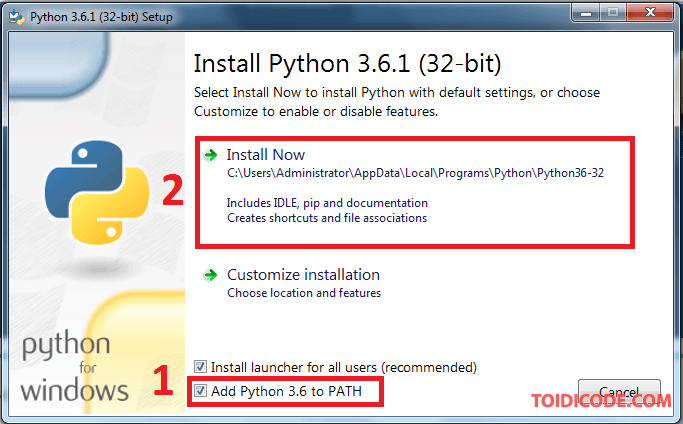 Python 3.6.1 (32-bit) Setup
Install Python 3.6.1 (32-bit)
Select Install Now to install Python with default settings, or choose
Customize to enable or disable features.
2
Install Now
C:\Users\Administrator\AppData\Local\Programs\Python\Python36-32
Includes IDLE, pip and documentation
Creates shortcuts and file associations
Customize installation
Choose location and features
python
for
windows
1
Install launcher for all users (recommended)
Add Python 3.6 to PATH
Cancel
TOIDICODE.COM